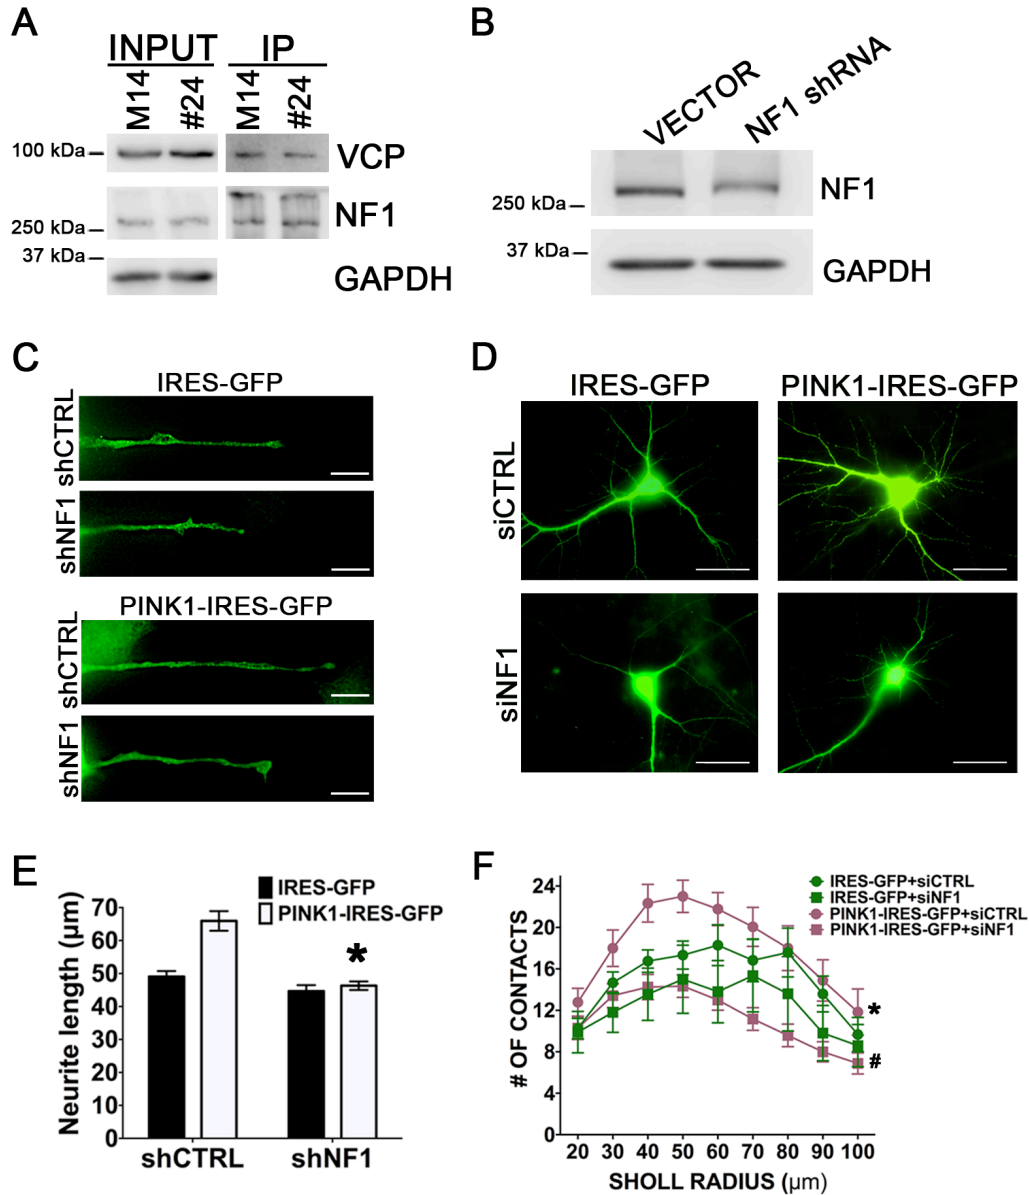 A
INPUT IP
M14 #24 M14 #24
100 kDa
VCP
NF1
250 kDa
37 kDa
GAPDH
B
VECTOR NF1 shRNA
NF1
250 kDa
37 kDa
GAPDH
C
IRES-GFP
shCTRL
shNF1
PINK1-IRES-GFP
shCTRL
shNF1
D
IRES-GFP PINK1-IRES-GFP
siCTRL
siNF1
E
IRES-GFP
PINK1-IRES-GFP
Neurite length (µm)
70
60
50
40
30
20
10
0
*
shCTRL shNF1
F
IRES-GFP+siCTRL
IRES-GFP+siNF1
PINK1-IRES-GFP+siCTRL
PINK1-IRES-GFP+siNF1
# OF CONTACTS
24
20
16
12
8
4
0
*
#
20 30 40 50 60 70 80 90 100
SHOLL RADIUS (µm)